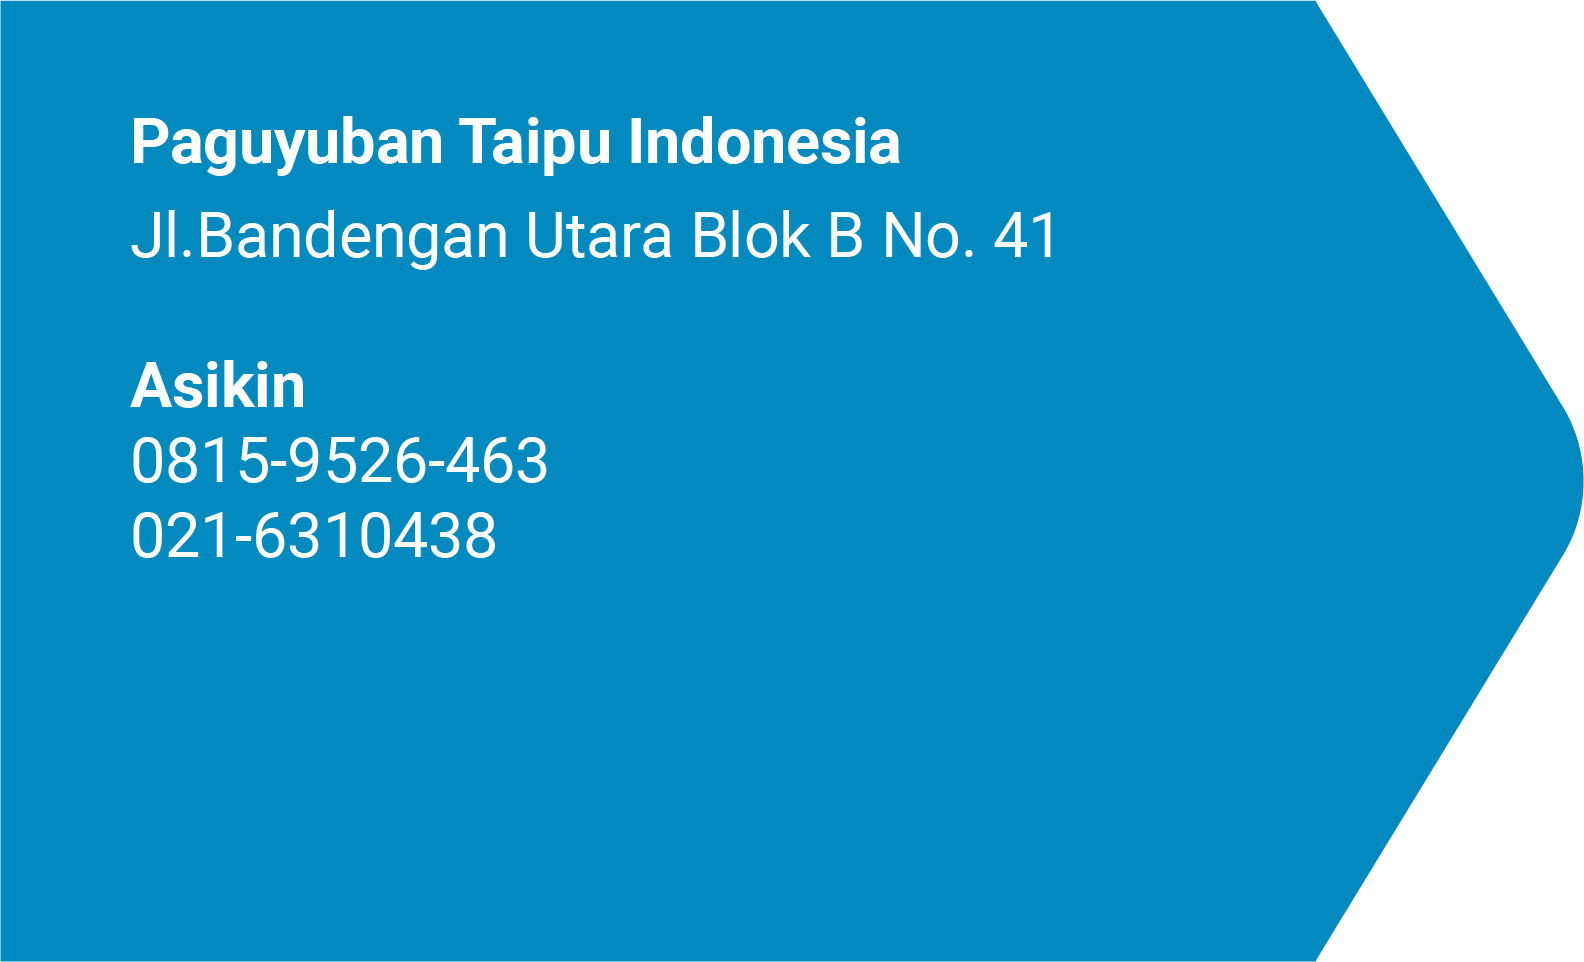 Paguyuban Taipu Indonesia
Jl.Bandengan Utara Blok B No. 41
Asikin
0815-9526-463
021-6310438